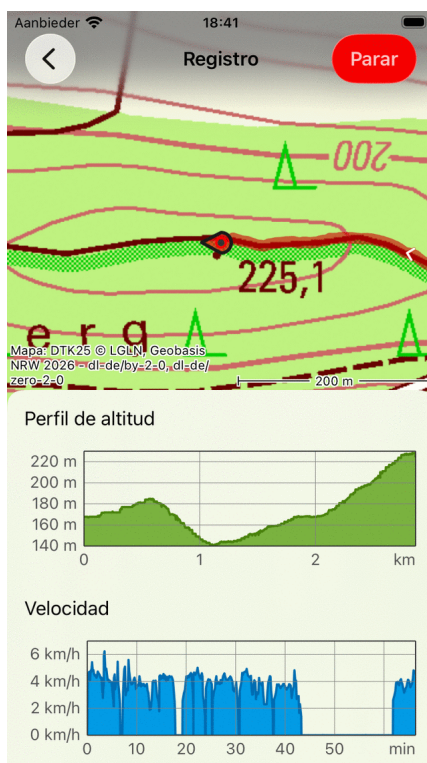 Aanbieder 18:41
Registro
Parar
200
225,1
e r g
Mapa: DTK25 © LGLN, Geobasis
NRW 2026 - dl-de/by-2-0, dl-de/
zero-2-0
200 m
Perfil de altitud
220 m
200 m
180 m
160 m
140 m
0 1 2 km
Velocidad
6 km/h
4 km/h
2 km/h
0 km/h
0 10 20 30 40 50 min